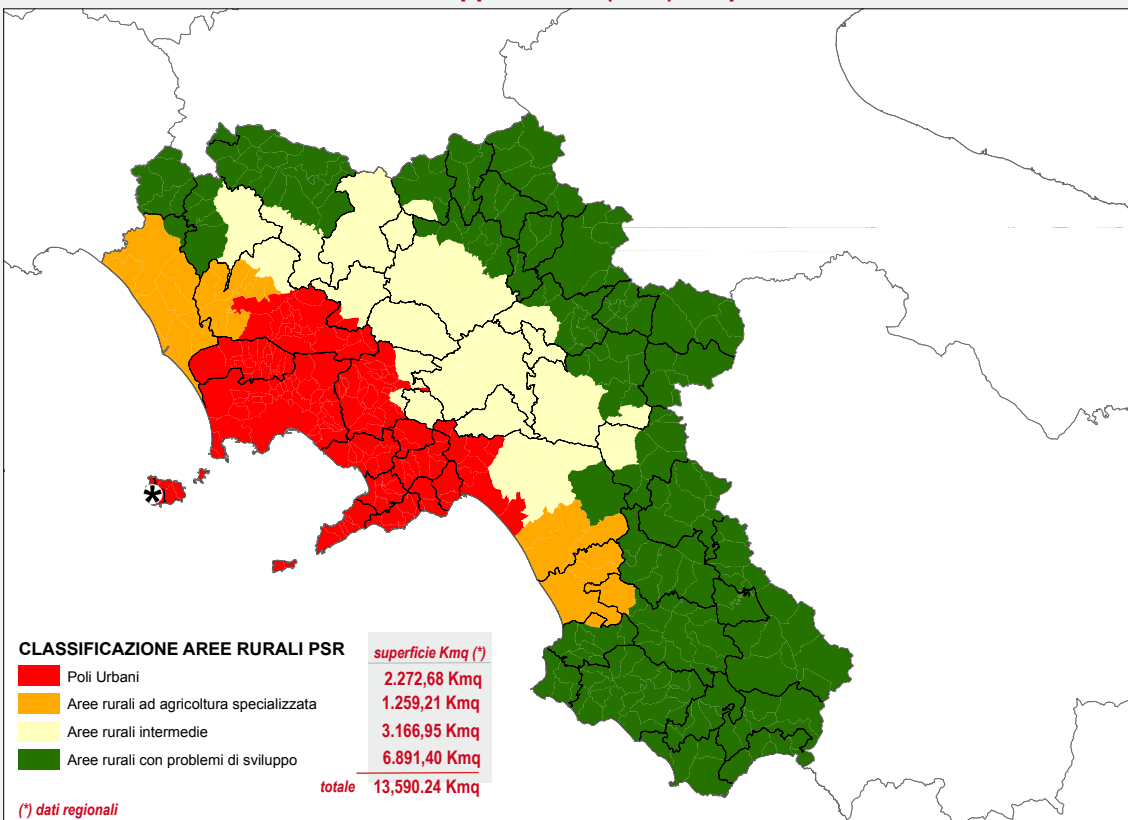 CLASSIFICAZIONE AREE RURALI PSR
superficie Kmq (*)
Poli Urbani 2.272,68 Kmq
Aree rurali ad agricoltura specializzata 1.259,21 Kmq
Aree rurali intermedie 3.166,95 Kmq
Aree rurali con problemi di sviluppo 6.891,40 Kmq
totale 13,590.24 Kmq
(*) dati regionali